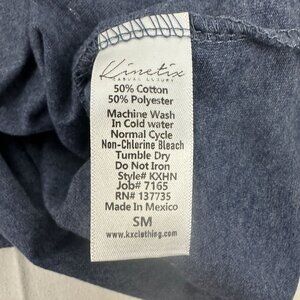 Kinetix
CASUAL LUXURY
50% Cotton
50% Polyester
Machine Wash
In Cold water
Normal Cycle
Non-Chlorine Bleach
Tumble Dry
Do Not Iron
Style# KXHN
Job# 7165
RN# 137735
Made In Mexico
SM
www.kxclothing.com